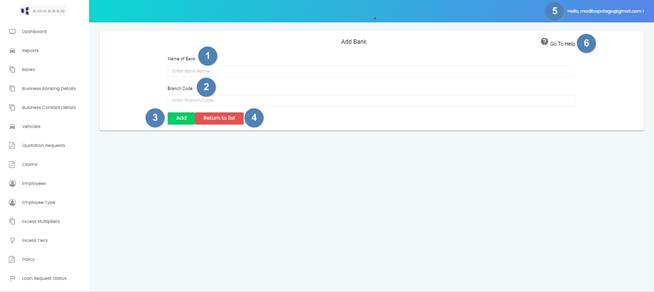 5 Hello, modibopatago@gmail.com !
Dashboard
Reports
Banks
Business Banking Details
Business Contact Details
Vehicles
Quotation Requests
Claims
Employees
Employee Type
Excess Multipliers
Excess Tiers
Policy
Loan Request Status
Add Bank
Go To Help 6
Name of Bank 1
Enter Bank Name
Branch Code 2
Enter Branch Code
3 Add Return to list 4